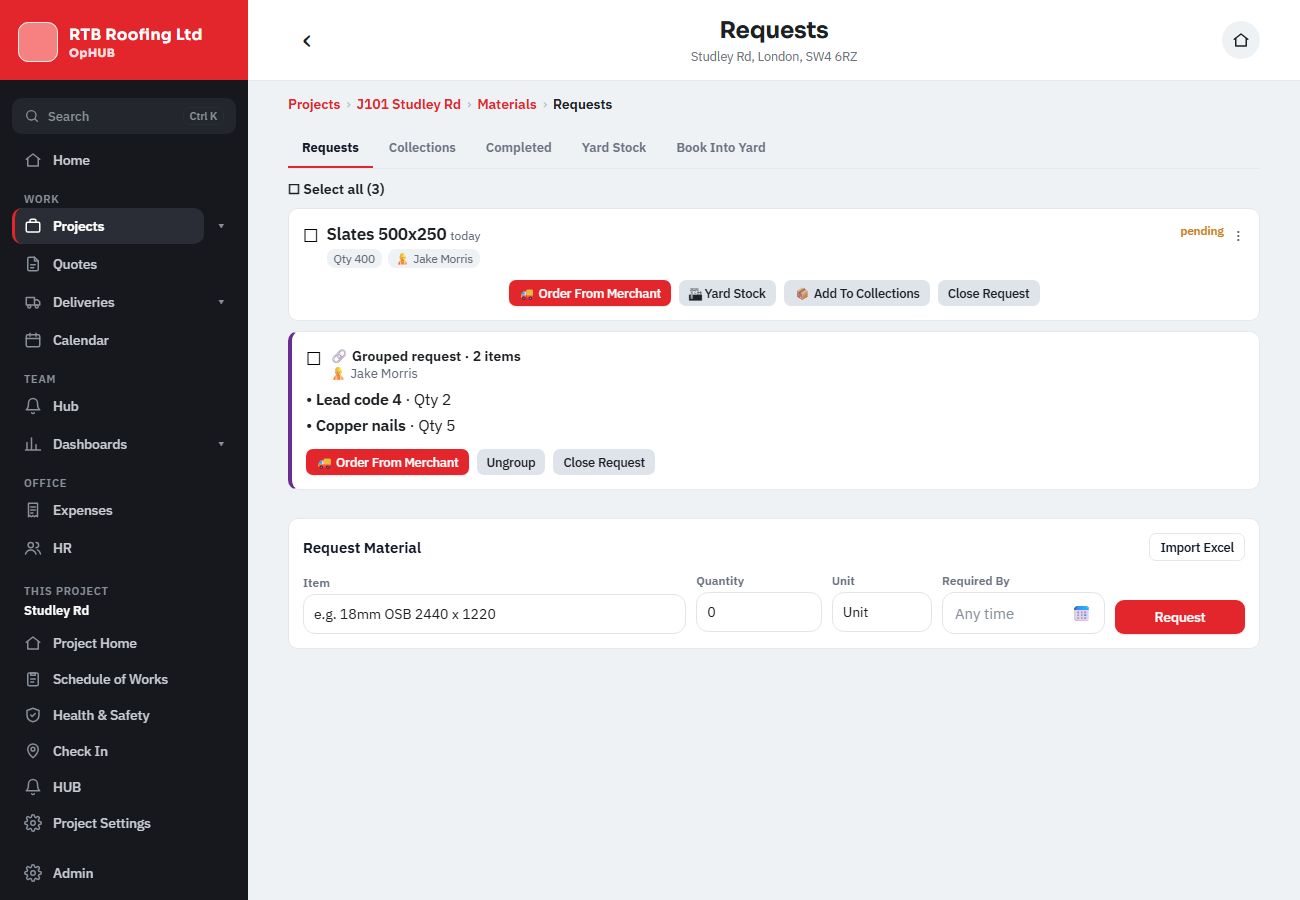 RTB Roofing Ltd
OpHUB
Search Ctrl K
Home
WORK
Projects
Quotes
Deliveries
Calendar
TEAM
Hub
Dashboards
OFFICE
Expenses
HR
THIS PROJECT
Studley Rd
Project Home
Schedule of Works
Health & Safety
Check In
HUB
Project Settings
Admin
Requests
Studley Rd, London, SW4 6RZ
Projects › J101 Studley Rd › Materials › Requests
Requests Collections Completed Yard Stock Book Into Yard
Select all (3)
Slates 500x250 today pending
Qty 400 Jake Morris
Order From Merchant Yard Stock Add To Collections Close Request
Grouped request · 2 items
Jake Morris
• Lead code 4 · Qty 2
• Copper nails · Qty 5
Order From Merchant Ungroup Close Request
Request Material Import Excel
Item Quantity Unit Required By
e.g. 18mm OSB 2440 x 1220 0 Unit Any time Request